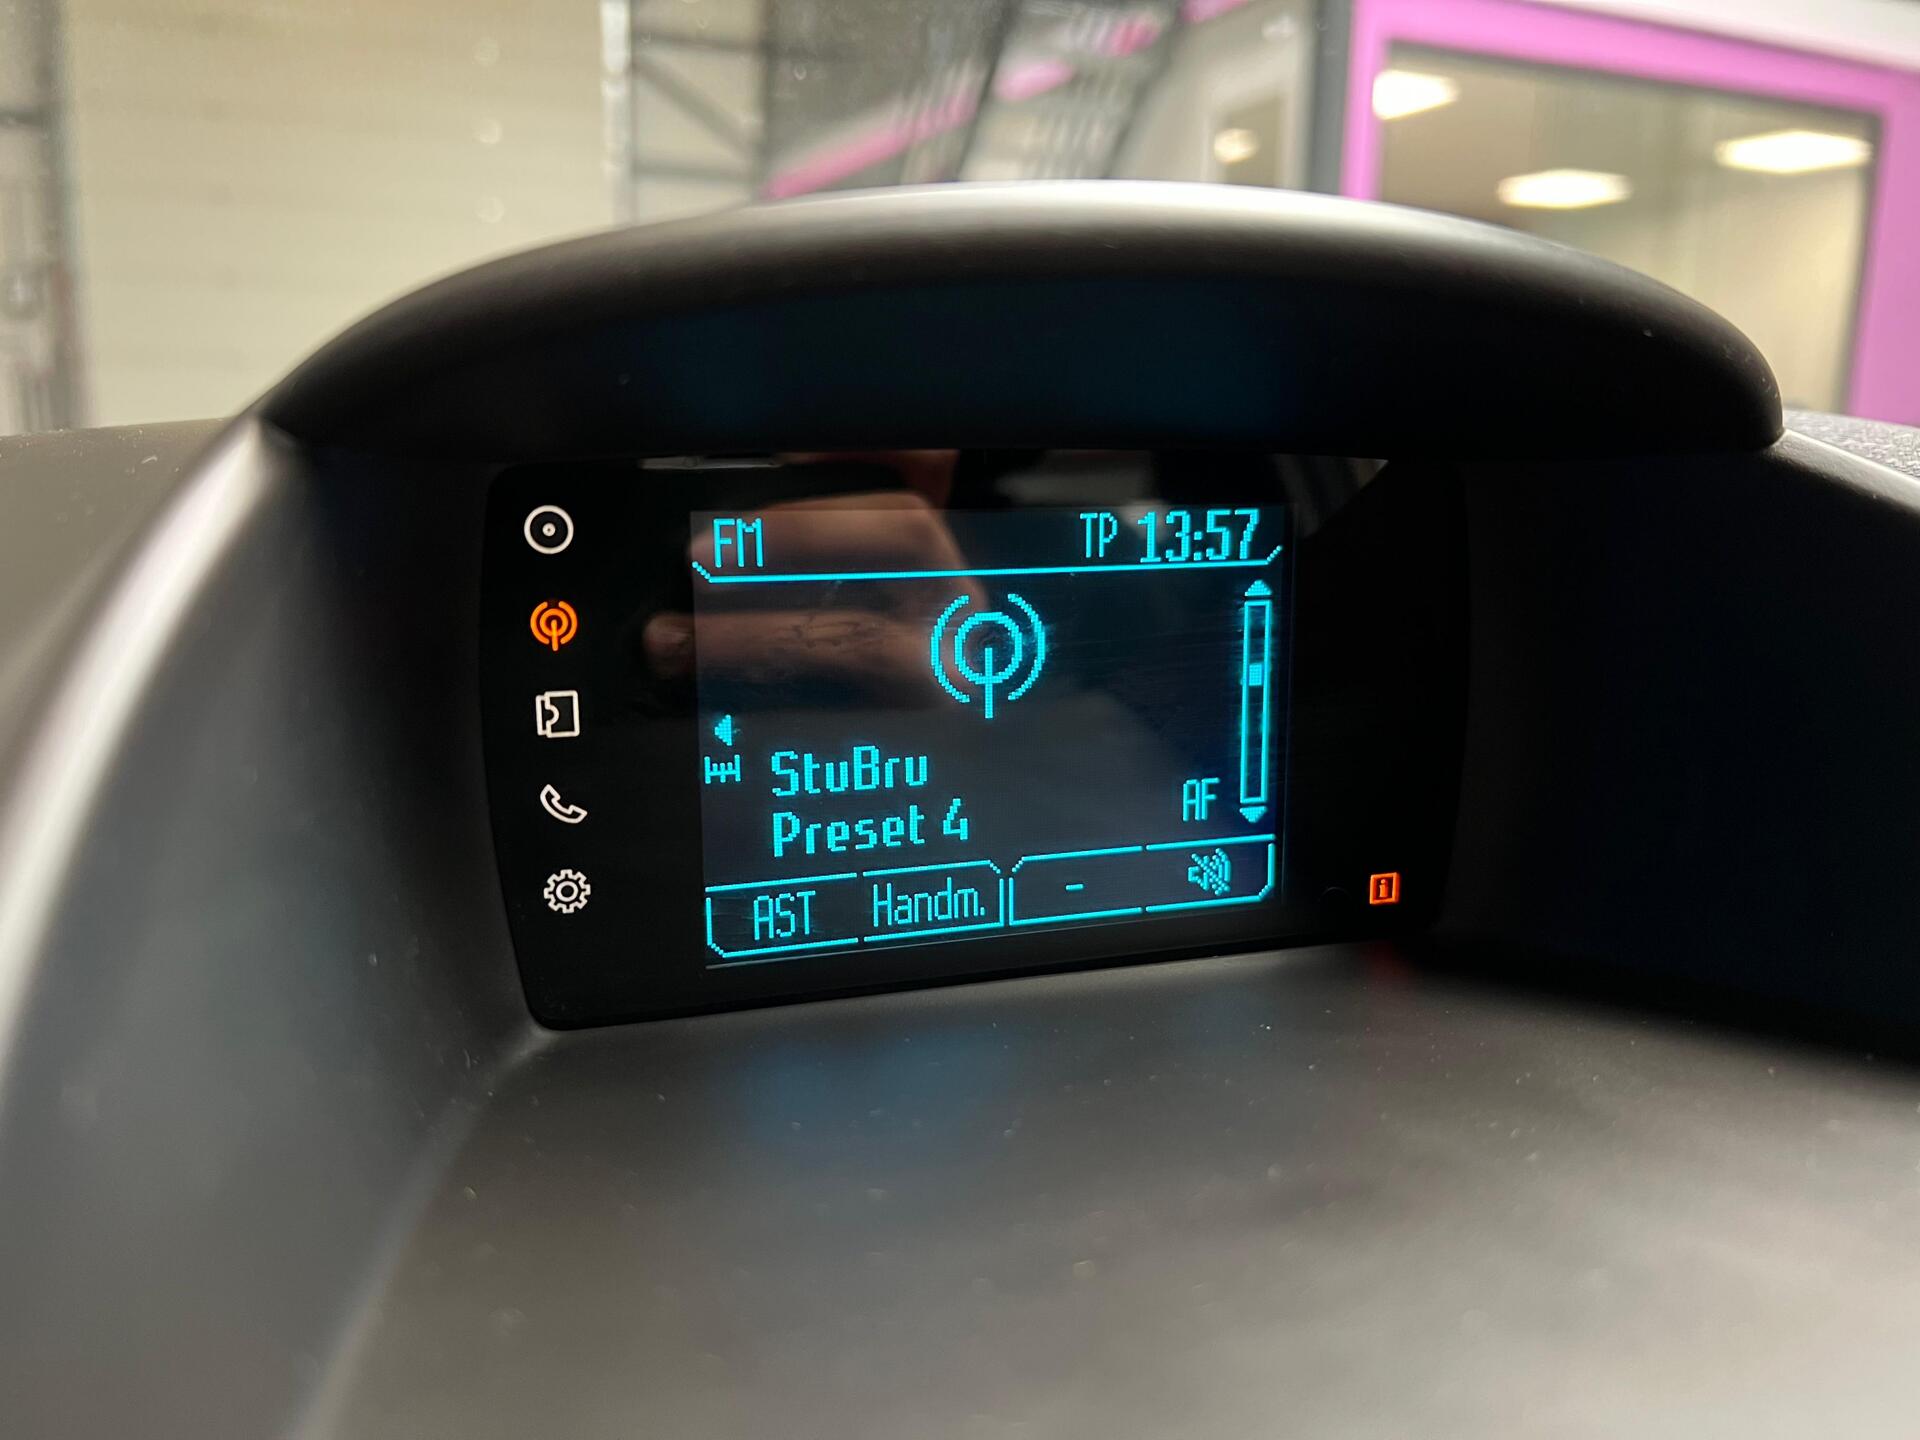 FM TP 13:57
StuBru
Preset 4 AF
AST Handm. -
i